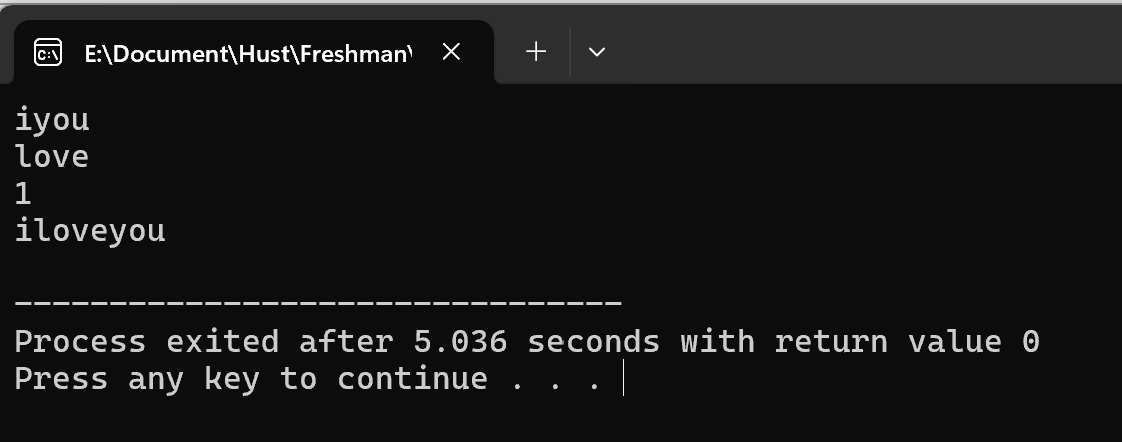 E:\Document\Hust\Freshman\
iyou
love
1
iloveyou
--------------------------------
Process exited after 5.036 seconds with return value 0
Press any key to continue . . .